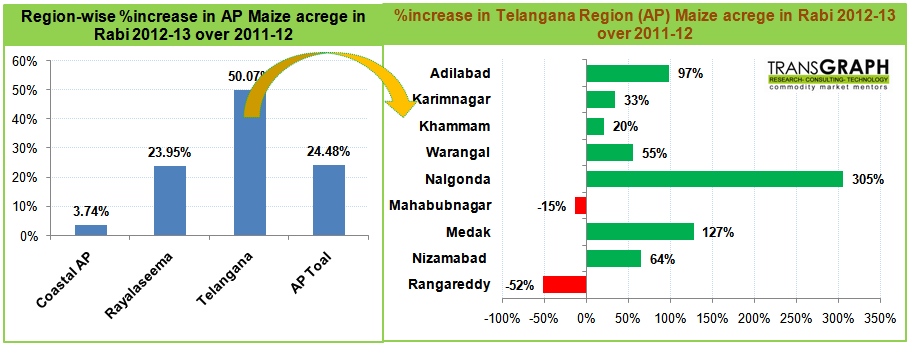 Region-wise %increase in AP Maize acrege in
Rabi 2012-13 over 2011-12
60%
50%
40%
30%
20%
10%
0%
3.74%
23.95%
50.07%
24.48%
Coastal AP
Rayalaseema
Telangana
AP Toal
%increase in Telangana Region (AP) Maize acrege in Rabi 2012-13
over 2011-12
TRANSGRAPH
RESEARCH- CONSULTING- TECHNOLOGY
commodity market mentors
Adilabad 97%
Karimnagar 33%
Khammam 20%
Warangal 55%
Nalgonda 305%
Mahabubnagar -15%
Medak 127%
Nizamabad 64%
Rangareddy -52%
-100% -50% 0% 50% 100% 150% 200% 250% 300% 350%